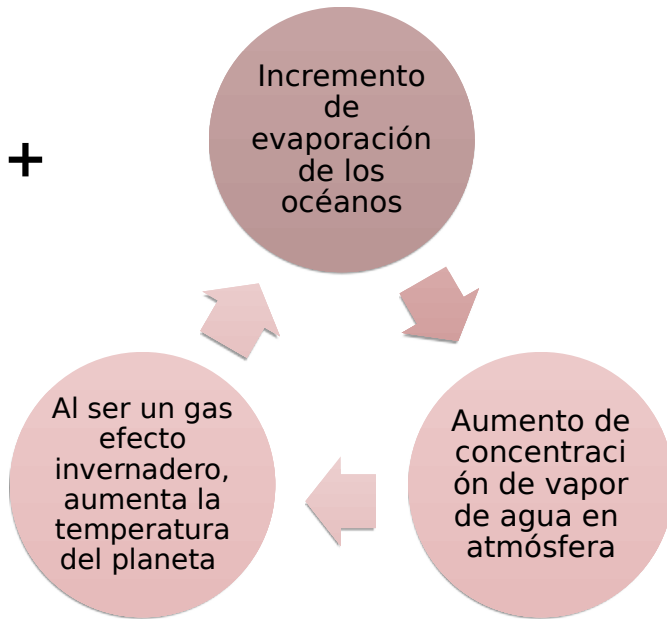 +
Incremento
de
evaporación
de los
océanos
Aumento de
concentraci
ón de vapor
de agua en
atmósfera
Al ser un gas
efecto
invernadero,
aumenta la
temperatura
del planeta